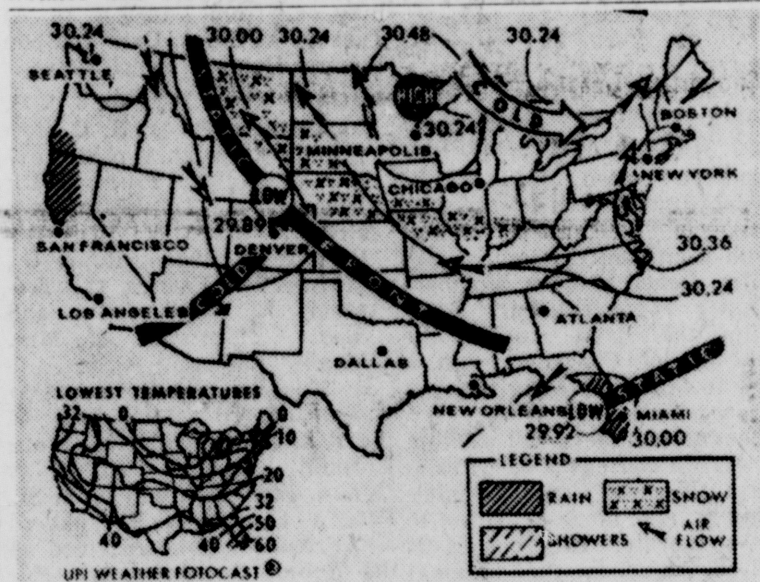 30.24
30.00
30.24
30.48
30.24
SEATTLE
STATIC
HIGH
COLD
30.24
BOSTON
MINNEAPOLIS
NEW YORK
CHICAGO
LOW
29.89
SAN FRANCISCO
DENVER
FRONT
30.36
COLD
30.24
LOS ANGELES
ATLANTA
DALLAS
STATIC
LOWEST TEMPERATURES
NEW ORLEANS
LOW
MIAMI
29.92
30.00
32
0
0
10
20
32
50
40
40
60
LEGEND
RAIN
SNOW
SHOWERS
AIR
FLOW
UPI WEATHER FOTOCAST ®